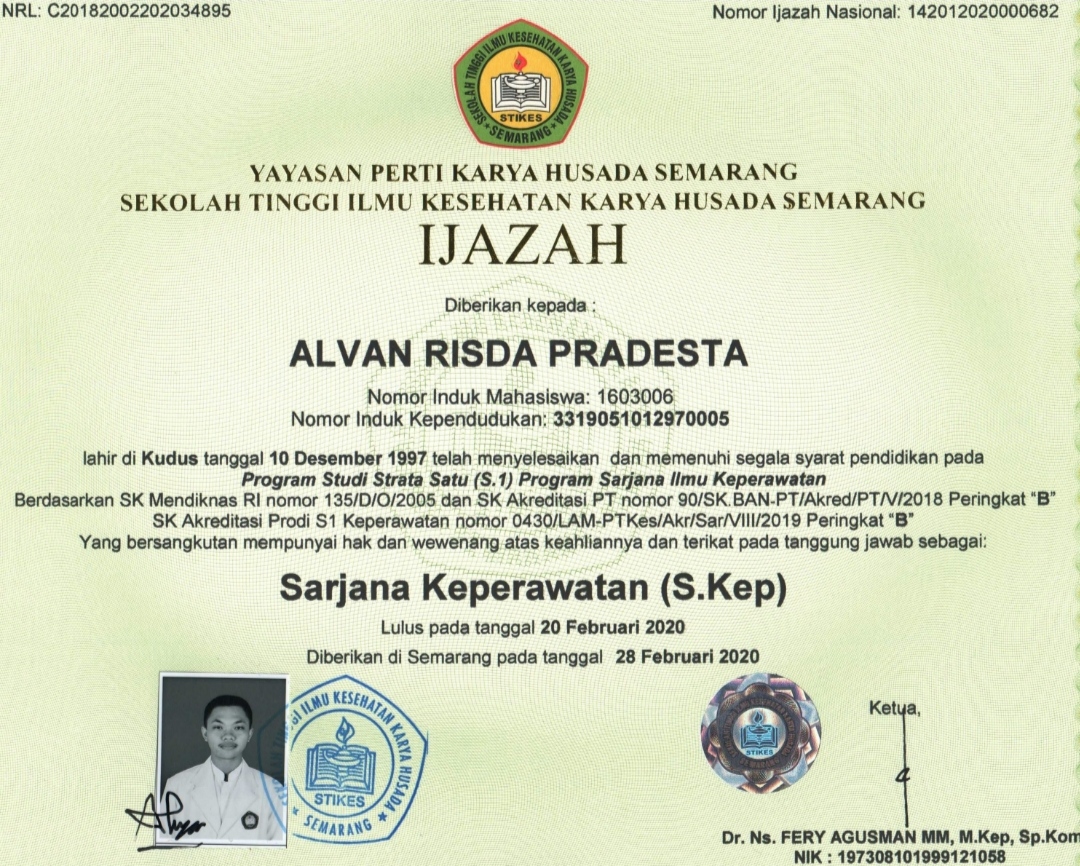 NRL: C20182002202034895
Nomor Ijazah Nasional: 142012020000682
SEKOLAH TINGGI ILMU KESEHATAN KARYA HUSADA
STIKES
SEMARANG
YAYASAN PERTI KARYA HUSADA SEMARANG
SEKOLAH TINGGI ILMU KESEHATAN KARYA HUSADA SEMARANG
IJAZAH
Diberikan kepada :
ALVAN RISDA PRADESTA
Nomor Induk Mahasiswa: 1603006
Nomor Induk Kependudukan: 3319051012970005
lahir di Kudus tanggal 10 Desember 1997 telah menyelesaikan dan memenuhi segala syarat pendidikan pada
Program Studi Strata Satu (S.1) Program Sarjana Ilmu Keperawatan
Berdasarkan SK Mendiknas RI nomor 135/D/O/2005 dan SK Akreditasi PT nomor 90/SK.BAN-PT/Akred/PT/V/2018 Peringkat “B”
SK Akreditasi Prodi S1 Keperawatan nomor 0430/LAM-PTKes/Akr/Sar/VIII/2019 Peringkat “B”
Yang bersangkutan mempunyai hak dan wewenang atas keahliannya dan terikat pada tanggung jawab sebagai:
Sarjana Keperawatan (S.Kep)
Lulus pada tanggal 20 Februari 2020
Diberikan di Semarang pada tanggal 28 Februari 2020
GI ILMU KESEHATAN KARYA HUSADA
STIKES
SEMARANG
STIKES
SEMARANG
Ketua,
Dr. Ns. FERY AGUSMAN MM, M.Kep, Sp.Kom
NIK : 197308101999121058